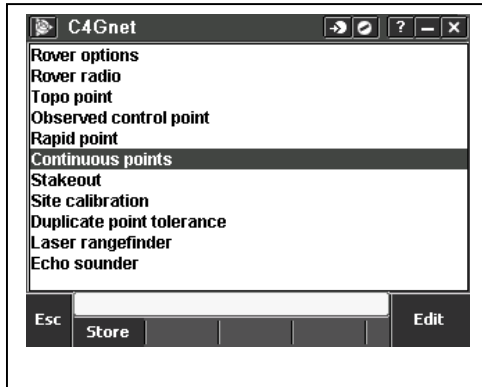 C4Gnet ? – ×
Rover options
Rover radio
Topo point
Observed control point
Rapid point
Continuous points
Stakeout
Site calibration
Duplicate point tolerance
Laser rangefinder
Echo sounder
Esc Edit
Store